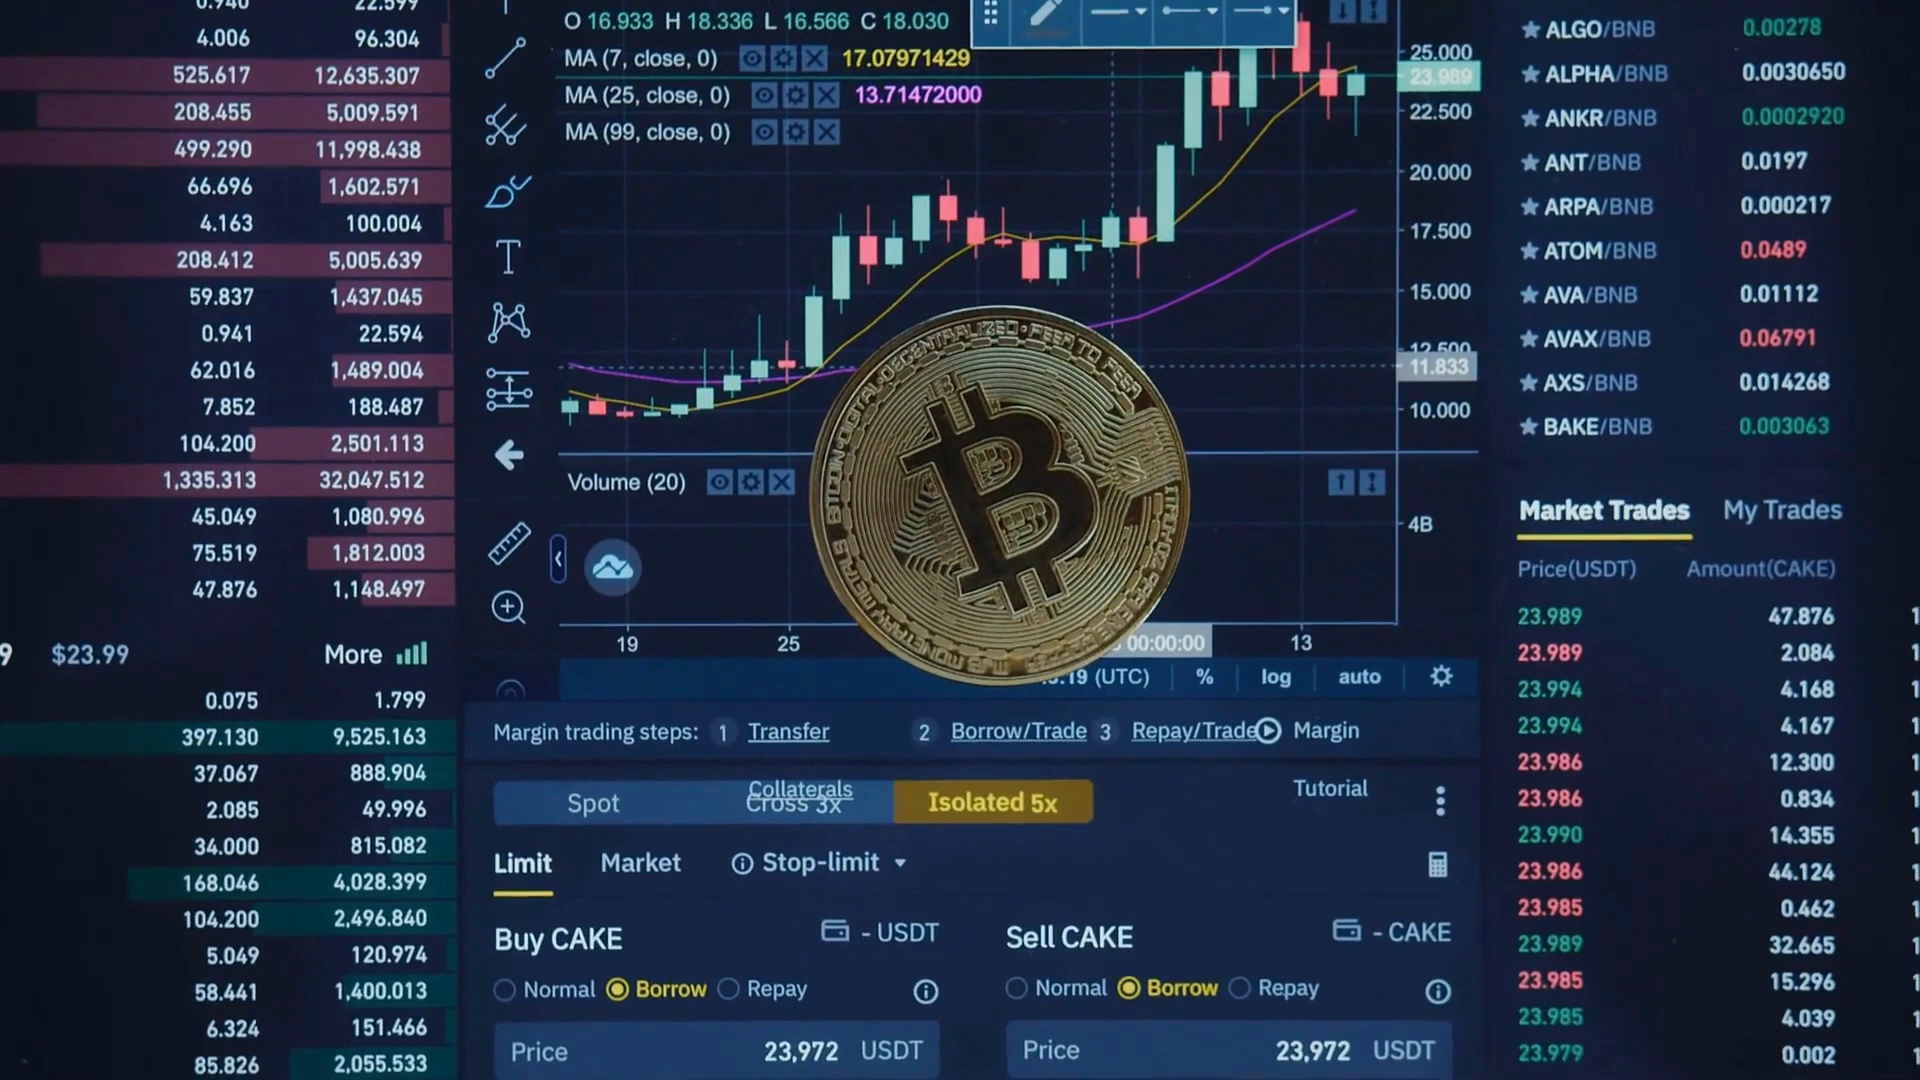 0.940 22.599
4.006 96.304
525.617 12,635.307
208.455 5,009.591
499.290 11,998.438
66.696 1,602.571
4.163 100.004
208.412 5,005.639
59.837 1,437.045
0.941 22.594
62.016 1,489.004
7.852 188.487
104.200 2,501.113
1,335.313 32,047.512
45.049 1,080.996
75.519 1,812.003
47.876 1,148.497
9 $23.99 More
0.075 1.799
397.130 9,525.163
37.067 888.904
2.085 49.996
34.000 815.082
168.046 4,028.399
104.200 2,496.840
5.049 120.974
58.441 1,400.013
6.324 151.466
85.826 2,055.533
O 16.933 H 18.336 L 16.566 C 18.030
MA (7, close, 0) 17.07971429
MA (25, close, 0) 13.71472000
MA (99, close, 0)
25.000
23.989
22.500
20.000
17.500
15.000
12.500
11.833
10.000
Volume (20)
4B
BITCOIN DIGITAL DECENTRALIZED PEER TO PEER
19 25 00:00:00 13
:19 (UTC) % log auto
Margin trading steps: 1 Transfer 2 Borrow/Trade 3 Repay/Trade Margin
Collaterals Tutorial
Spot Cross 3x Isolated 5x
Limit Market Stop-limit
Buy CAKE - USDT
Normal Borrow Repay
Price 23,972 USDT
Sell CAKE - CAKE
Normal Borrow Repay
Price 23,972 USDT
ALGO/BNB 0.00278
ALPHA/BNB 0.0030650
ANKR/BNB 0.0002920
ANT/BNB 0.0197
ARPA/BNB 0.000217
ATOM/BNB 0.0489
AVA/BNB 0.01112
AVAX/BNB 0.06791
AXS/BNB 0.014268
BAKE/BNB 0.003063
Market Trades My Trades
Price(USDT) Amount(CAKE)
23.989 47.876
23.989 2.084
23.994 4.168
23.994 4.167
23.986 12.300
23.986 0.834
23.990 14.355
23.986 44.124
23.985 0.462
23.989 32.665
23.985 15.296
23.985 4.039
23.979 0.002